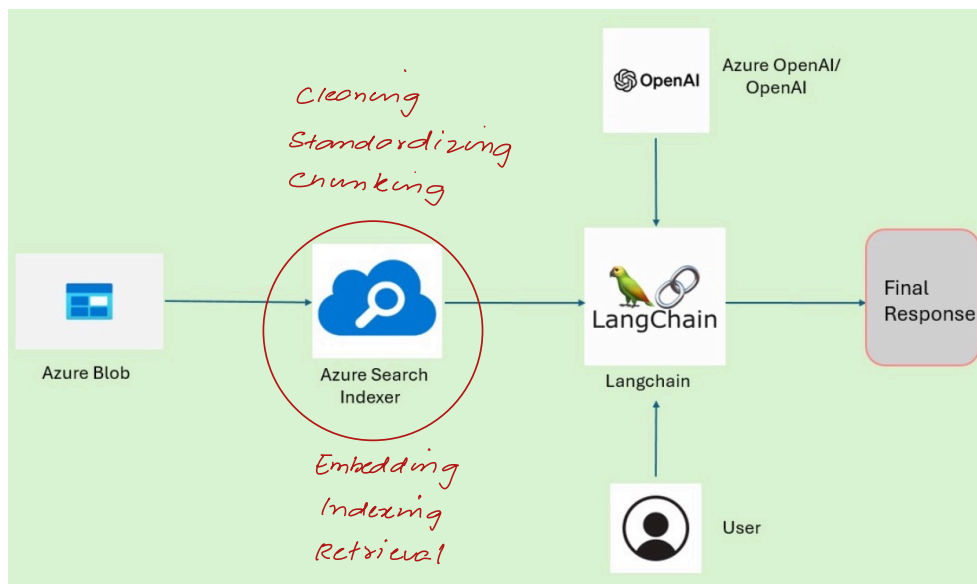 OpenAI
Azure OpenAI/
OpenAI
Cleaning
Standardizing
Chunking
Azure Blob
Azure Search
Indexer
LangChain
Langchain
Final
Response
Embedding
Indexing
Retrieval
User